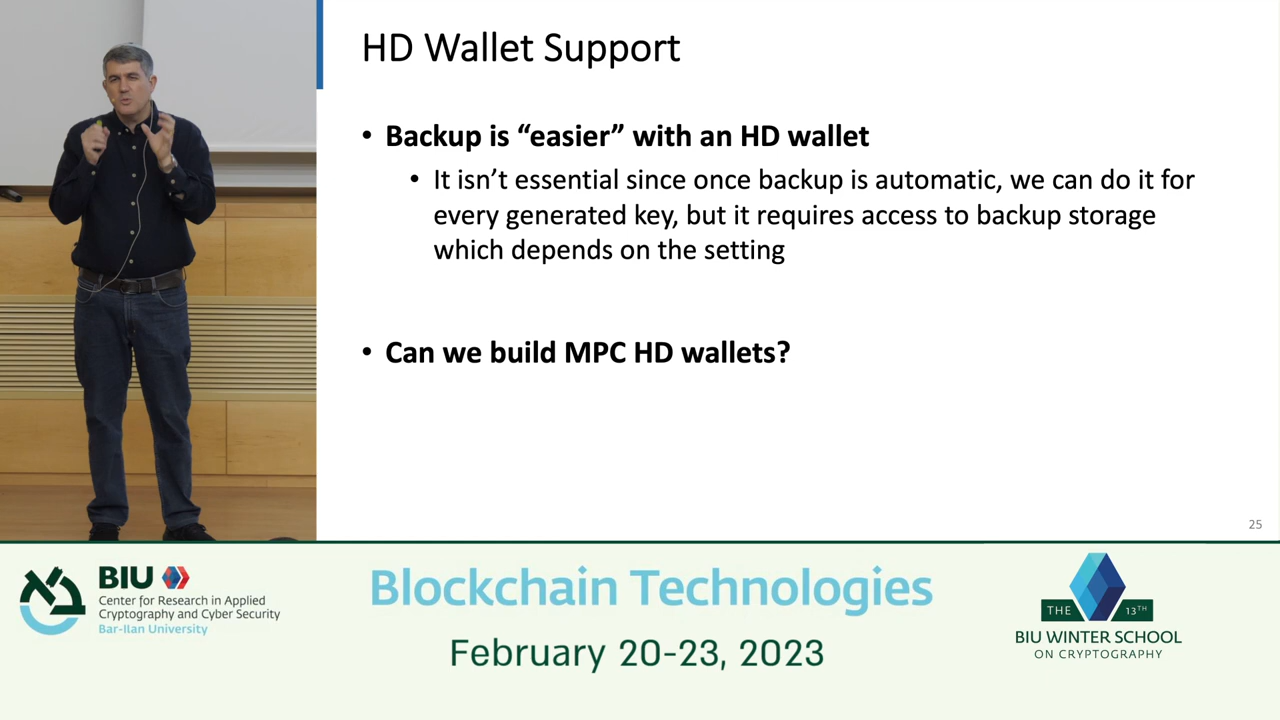 HD Wallet Support
• Backup is “easier” with an HD wallet
• It isn’t essential since once backup is automatic, we can do it for
every generated key, but it requires access to backup storage
which depends on the setting
• Can we build MPC HD wallets?
25
BIU
Center for Research in Applied
Cryptography and Cyber Security
Bar-Ilan University
Blockchain Technologies
February 20-23, 2023
THE 13TH
BIU WINTER SCHOOL
ON CRYPTOGRAPHY